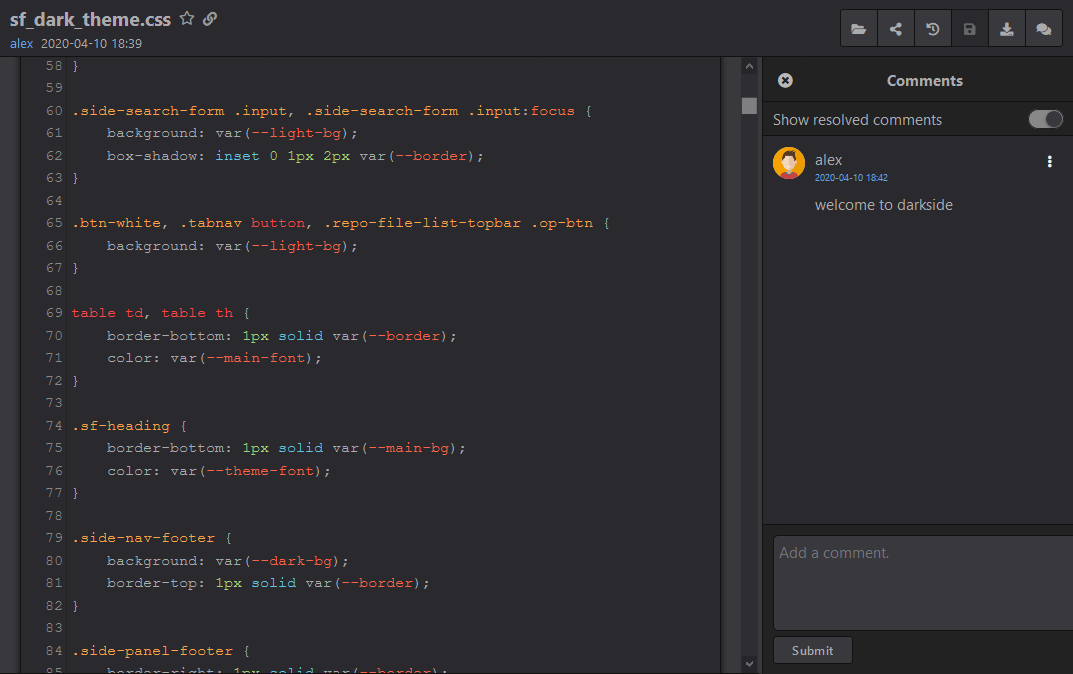 sf_dark_theme.css
alex 2020-04-10 18:39
58 }
59
60 .side-search-form .input, .side-search-form .input:focus {
61     background: var(--light-bg);
62     box-shadow: inset 0 1px 2px var(--border);
63 }
64
65 .btn-white, .tabnav button, .repo-file-list-topbar .op-btn {
66     background: var(--light-bg);
67 }
68
69 table td, table th {
70     border-bottom: 1px solid var(--border);
71     color: var(--main-font);
72 }
73
74 .sf-heading {
75     border-bottom: 1px solid var(--main-bg);
76     color: var(--theme-font);
77 }
78
79 .side-nav-footer {
80     background: var(--dark-bg);
81     border-top: 1px solid var(--border);
82 }
83
84 .side-panel-footer {
85     border-right: 1px solid var(--border);
Comments
Show resolved comments
alex
2020-04-10 18:42
welcome to darkside
Add a comment.
Submit